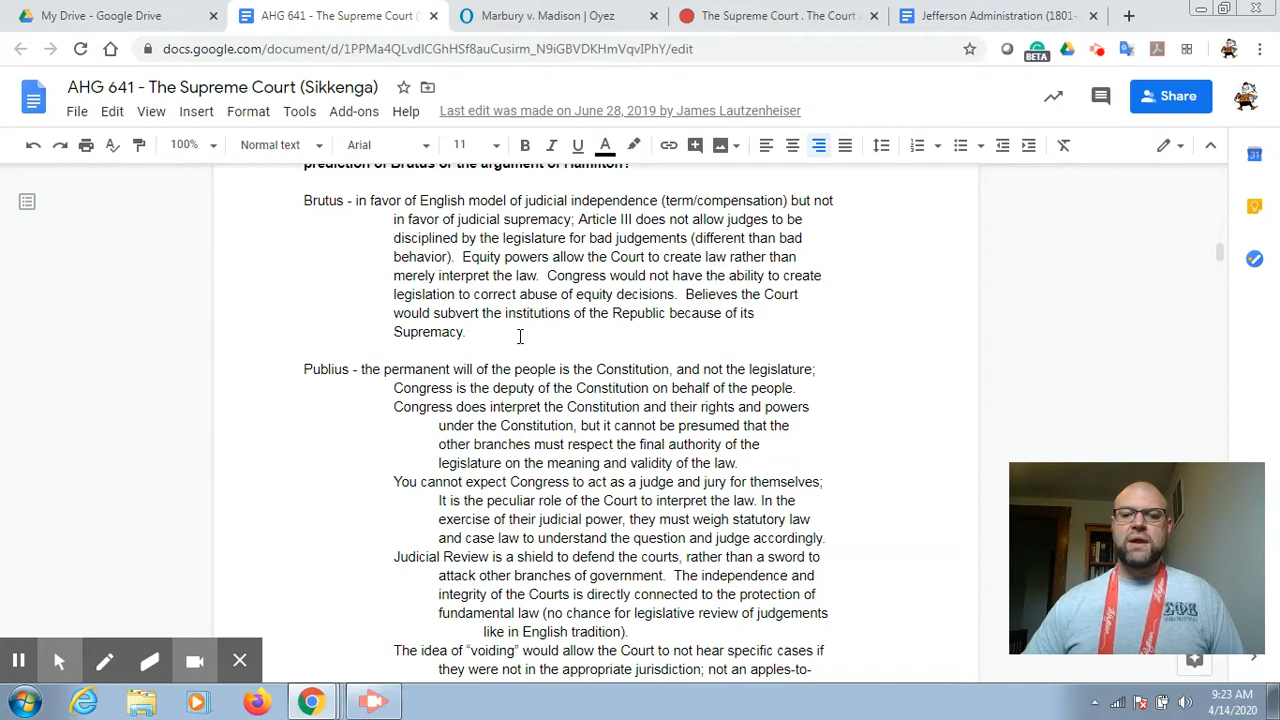 My Drive - Google Drive
AHG 641 - The Supreme Court (
Marbury v. Madison | Oyez
The Supreme Court . The Court
Jefferson Administration (1801-
docs.google.com/document/d/1PPMa4QLvdlCGhHSf8auCusirm_N9iGBVDKHmVqvIPhY/edit
BETA
AHG 641 - The Supreme Court (Sikkenga)
File Edit View Insert Format Tools Add-ons Help Last edit was made on June 28, 2019 by James Lautzenheiser
Share
100% Normal text Arial 11 B I U A
31
prediction of Brutus or the argument of Hamilton?
Brutus - in favor of English model of judicial independence (term/compensation) but not
in favor of judicial supremacy; Article III does not allow judges to be
disciplined by the legislature for bad judgements (different than bad
behavior). Equity powers allow the Court to create law rather than
merely interpret the law. Congress would not have the ability to create
legislation to correct abuse of equity decisions. Believes the Court
would subvert the institutions of the Republic because of its
Supremacy.
Publius - the permanent will of the people is the Constitution, and not the legislature;
Congress is the deputy of the Constitution on behalf of the people.
Congress does interpret the Constitution and their rights and powers
under the Constitution, but it cannot be presumed that the
other branches must respect the final authority of the
legislature on the meaning and validity of the law.
You cannot expect Congress to act as a judge and jury for themselves;
It is the peculiar role of the Court to interpret the law. In the
exercise of their judicial power, they must weigh statutory law
and case law to understand the question and judge accordingly.
Judicial Review is a shield to defend the courts, rather than a sword to
attack other branches of government. The independence and
integrity of the Courts is directly connected to the protection of
fundamental law (no chance for legislative review of judgements
like in English tradition).
The idea of “voiding” would allow the Court to not hear specific cases if
they were not in the appropriate jurisdiction; not an apples-to-
9:23 AM
4/14/2020